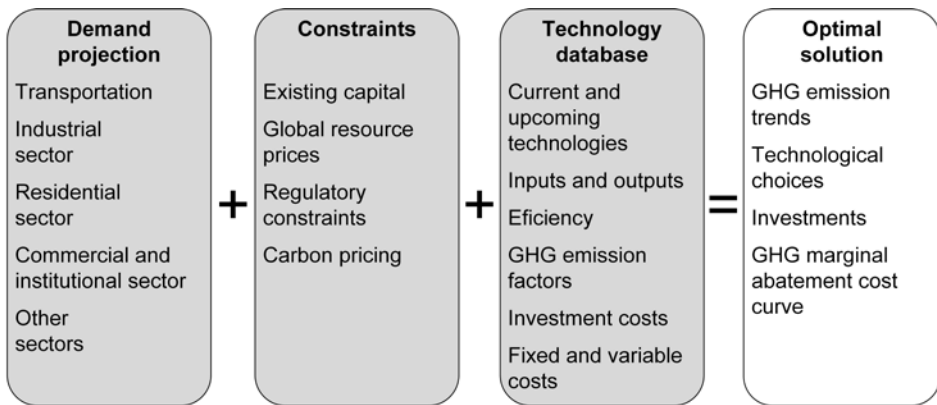 Demand
projection
Transportation
Industrial
sector
Residential
sector
Commercial and
institutional sector
Other
sectors
+
Constraints
Existing capital
Global resource
prices
Regulatory
constraints
Carbon pricing
+
Technology
database
Current and
upcoming
technologies
Inputs and outputs
Eficiency
GHG emission
factors
Investment costs
Fixed and variable
costs
=
Optimal
solution
GHG emission
trends
Technological
choices
Investments
GHG marginal
abatement cost
curve